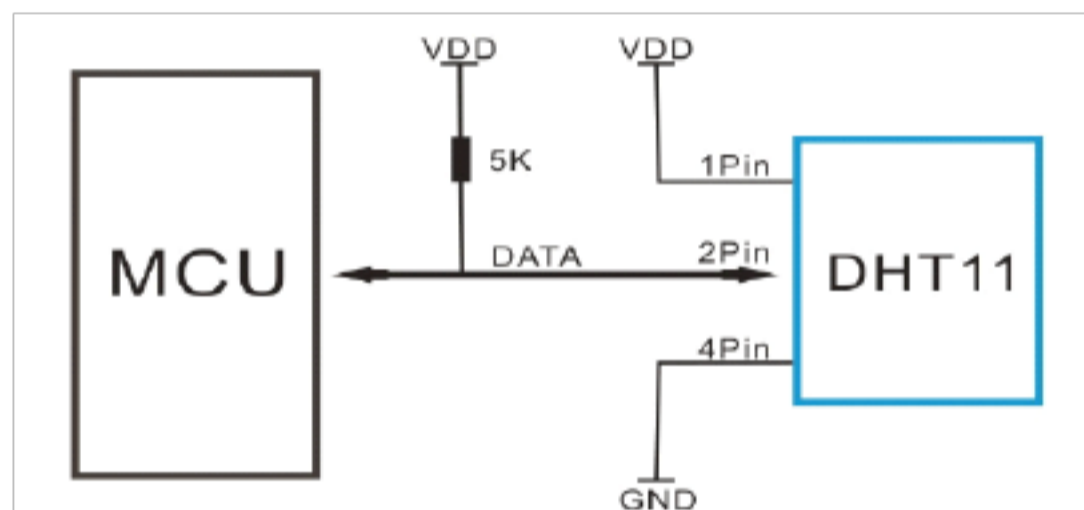 VDD
VDD
5K
1Pin
MCU
DATA
2Pin
DHT11
4Pin
GND